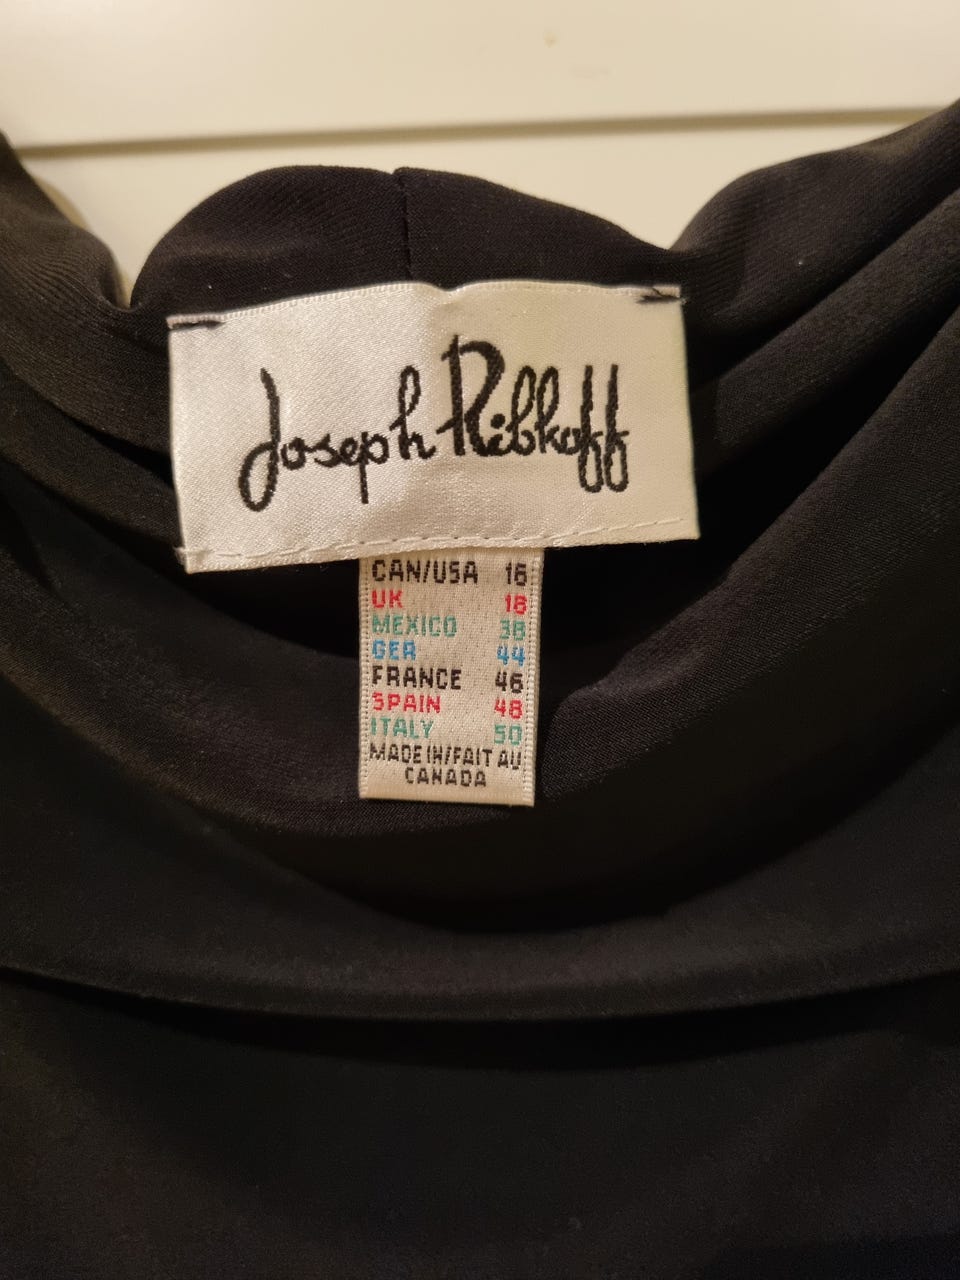 Joseph Ribkoff
CAN/USA 16
UK 18
MEXICO 38
GER 44
FRANCE 46
SPAIN 48
ITALY 50
MADE IN/FAIT AU
CANADA